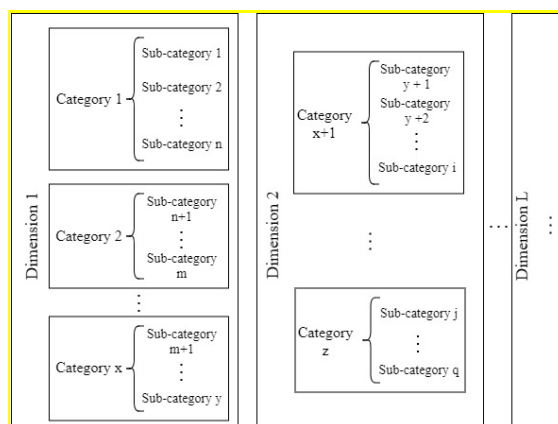 Dimension 1
Category 1
Sub-category 1
Sub-category 2
⋮
Sub-category n
Category 2
Sub-category
n+1
⋮
Sub-category
m
⋮
Category x
Sub-category
m+1
⋮
Sub-category y
Dimension 2
Category
x+1
Sub-category
y + 1
Sub-category
y +2
⋮
Sub-category i
⋮
Category
z
Sub-category j
⋮
Sub-category q
...
Dimension L
...